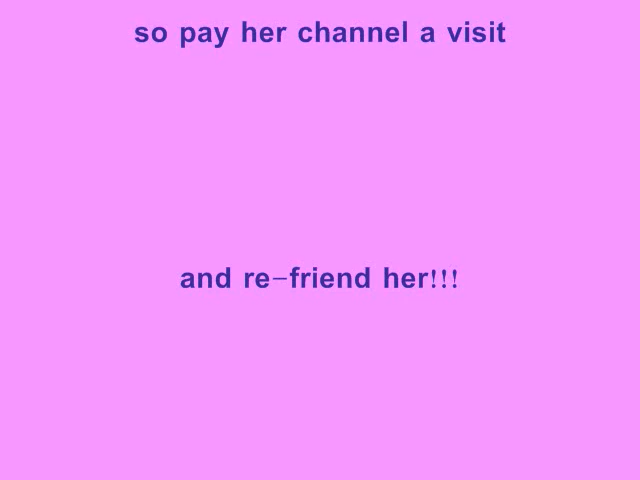 so pay her channel a visit
and re-friend her!!!